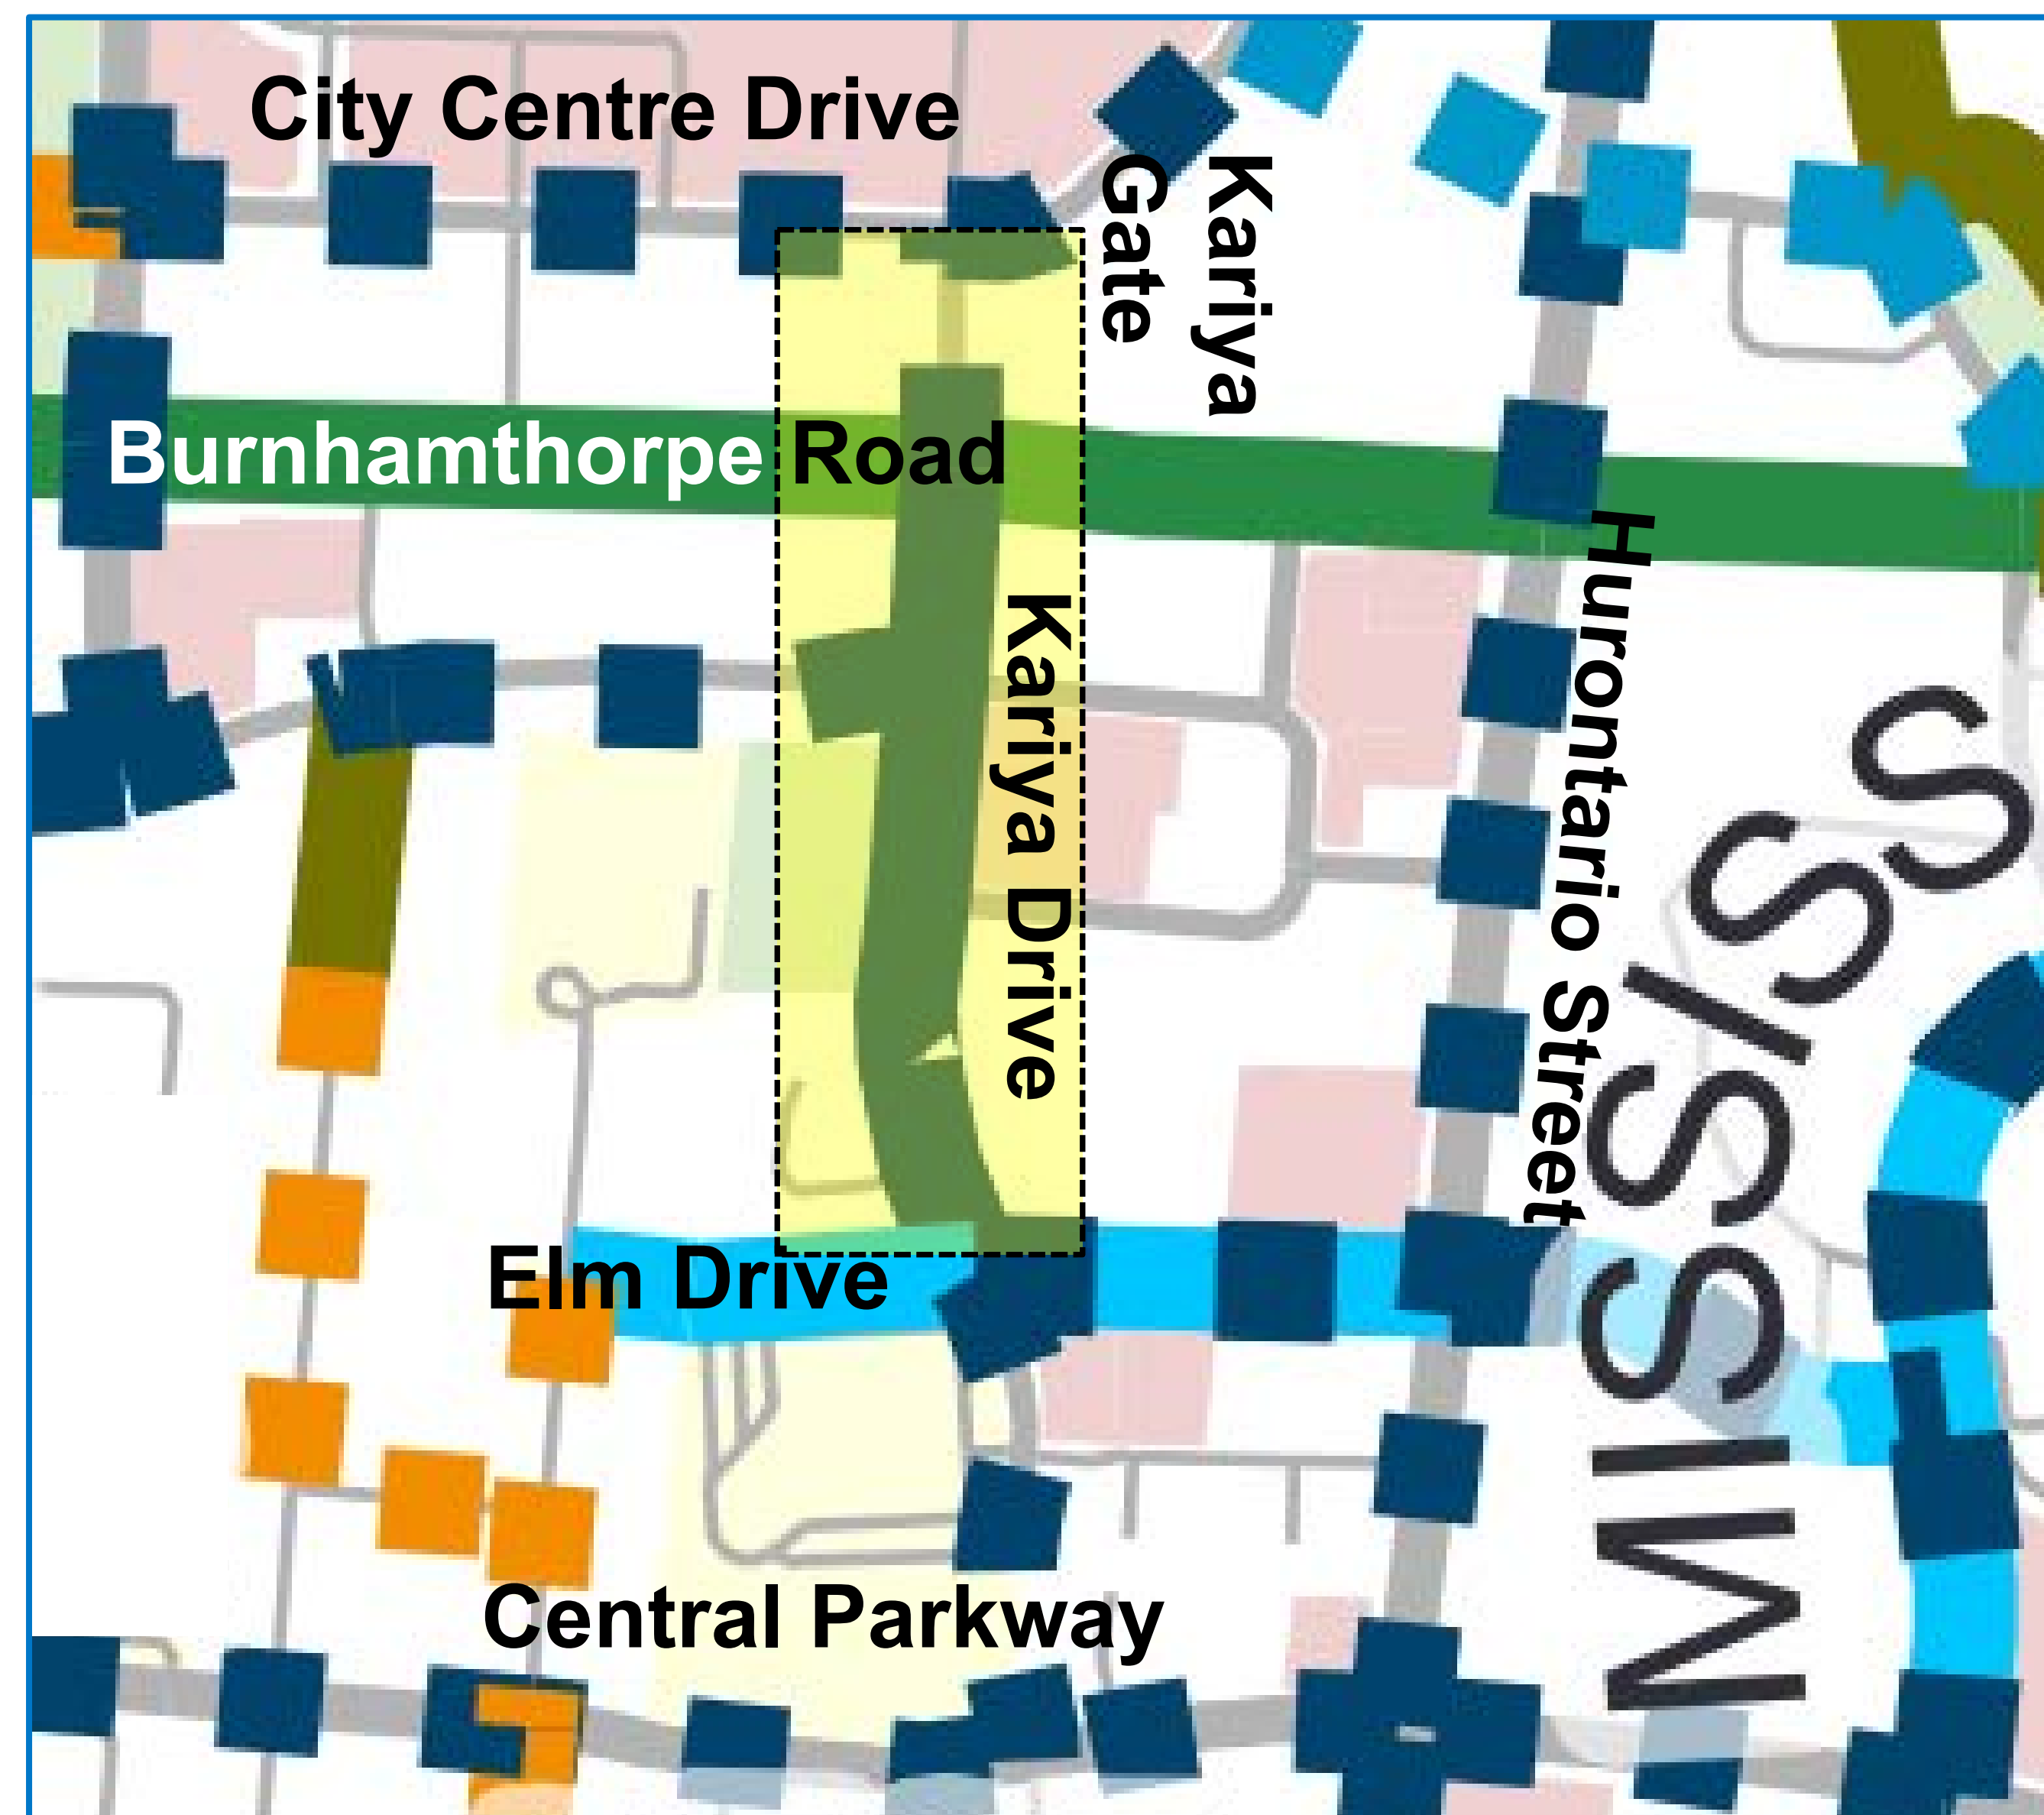 City Centre Drive
Kariya
Gate
Burnhamthorpe Road
Kariya Drive
Hurontario Street
MISSISS
Elm Drive
Central Parkway